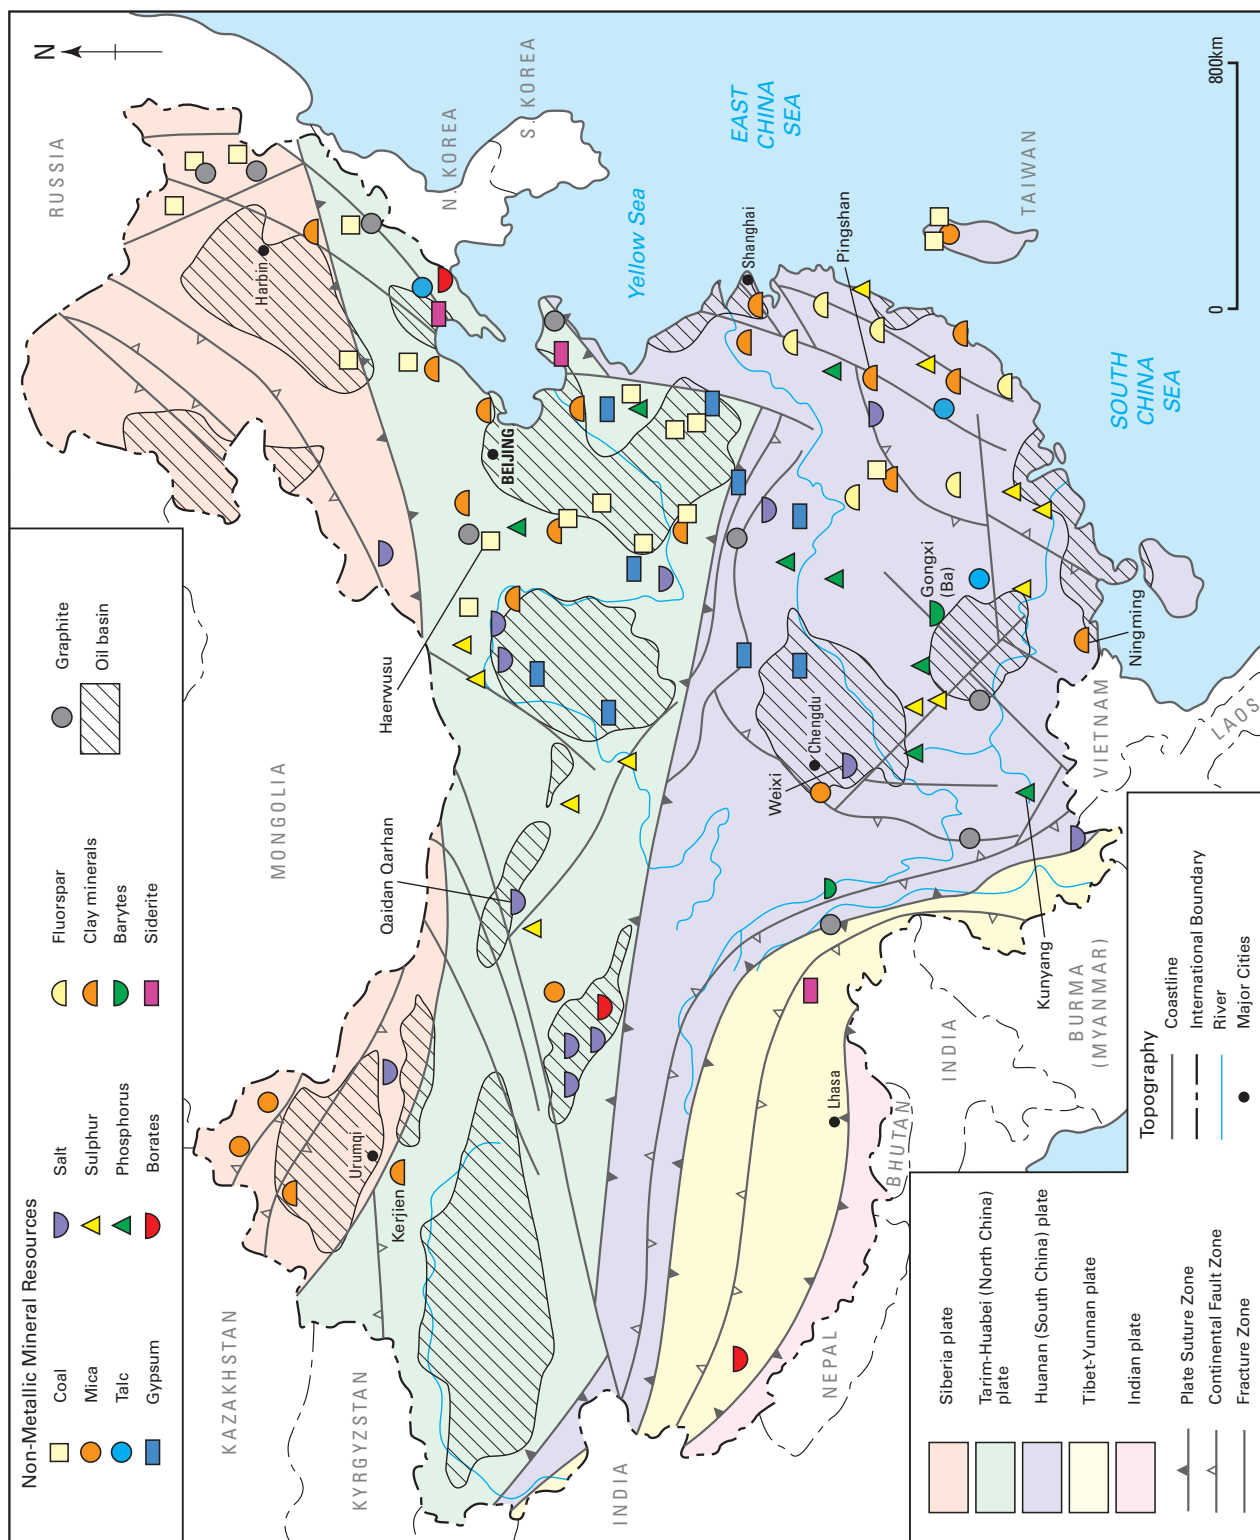 Non-Metallic Mineral Resources
Coal
Mica
Talc
Gypsum
Salt
Sulphur
Phosphorus
Borates
Fluorspar
Clay minerals
Barytes
Siderite
Graphite
Oil basin
N
RUSSIA
KAZAKHSTAN
KYRGYZSTAN
MONGOLIA
N. KOREA
S. KOREA
INDIA
NEPAL
BHUTAN
INDIA
BURMA
(MYANMAR)
VIETNAM
LAOS
TAIWAN
Yellow Sea
EAST
CHINA
SEA
SOUTH
CHINA
SEA
Harbin
BEIJING
Shanghai
Pingshan
Haerwusu
Qaidan Qarhan
Urumqi
Kerjien
Lhasa
Chengdu
Weixi
Gongxi
(Ba)
Ningming
Kunyang
0
800km
Siberia plate
Tarim-Huabei (North China)
plate
Huanan (South China) plate
Tibet-Yunnan plate
Indian plate
Plate Suture Zone
Continental Fault Zone
Fracture Zone
Topography
Coastline
International Boundary
River
Major Cities